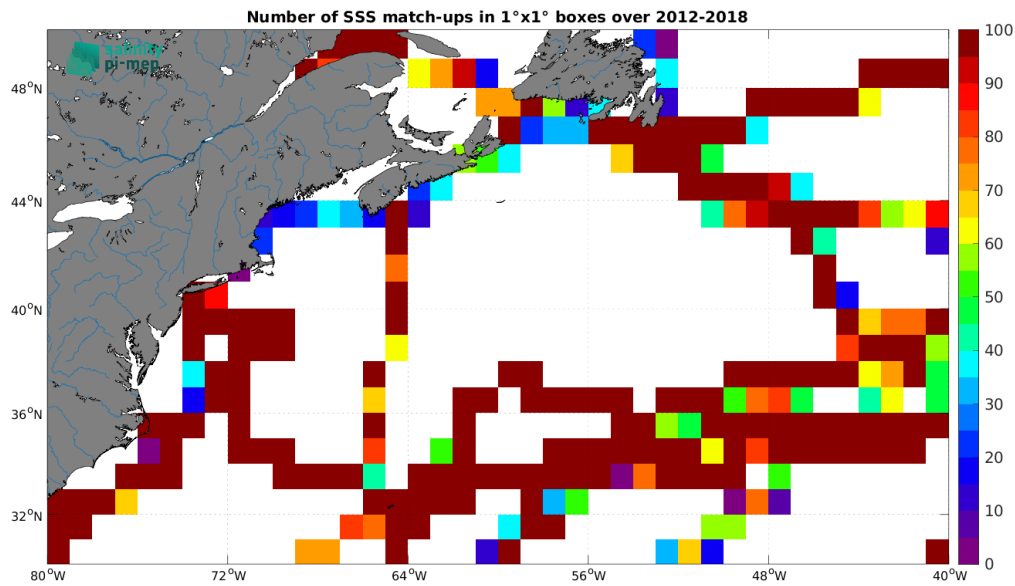 Number of SSS match-ups in 1°x1° boxes over 2012-2018
salinity
pi-mep
48°N
44°N
40°N
36°N
32°N
80°W
72°W
64°W
56°W
48°W
40°W
100
90
80
70
60
50
40
30
20
10
0